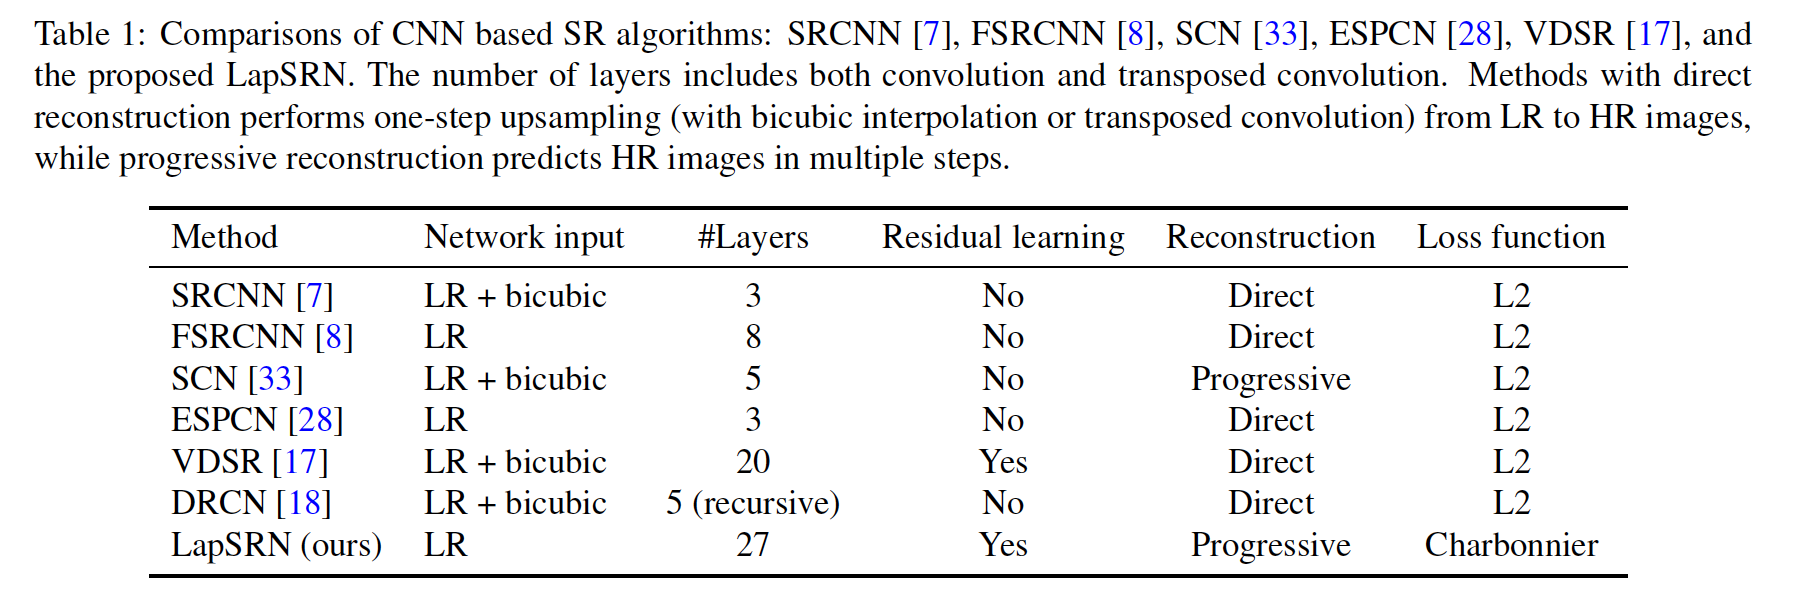 Table 1: Comparisons of CNN based SR algorithms: SRCNN [7], FSRCNN [8], SCN [33], ESPCN [28], VDSR [17], and
the proposed LapSRN. The number of layers includes both convolution and transposed convolution. Methods with direct
reconstruction performs one-step upsampling (with bicubic interpolation or transposed convolution) from LR to HR images,
while progressive reconstruction predicts HR images in multiple steps.
Method Network input #Layers Residual learning Reconstruction Loss function
SRCNN [7] LR + bicubic 3 No Direct L2
FSRCNN [8] LR 8 No Direct L2
SCN [33] LR + bicubic 5 No Progressive L2
ESPCN [28] LR 3 No Direct L2
VDSR [17] LR + bicubic 20 Yes Direct L2
DRCN [18] LR + bicubic 5 (recursive) No Direct L2
LapSRN (ours) LR 27 Yes Progressive Charbonnier